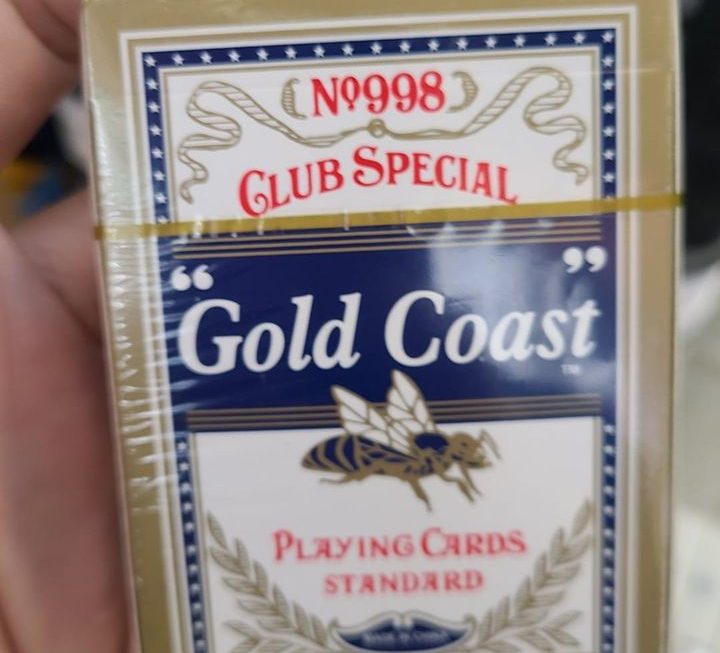 (Nº998)
CLUB SPECIAL
“Gold Coast”
TM
PLAYING CARDS
STANDARD